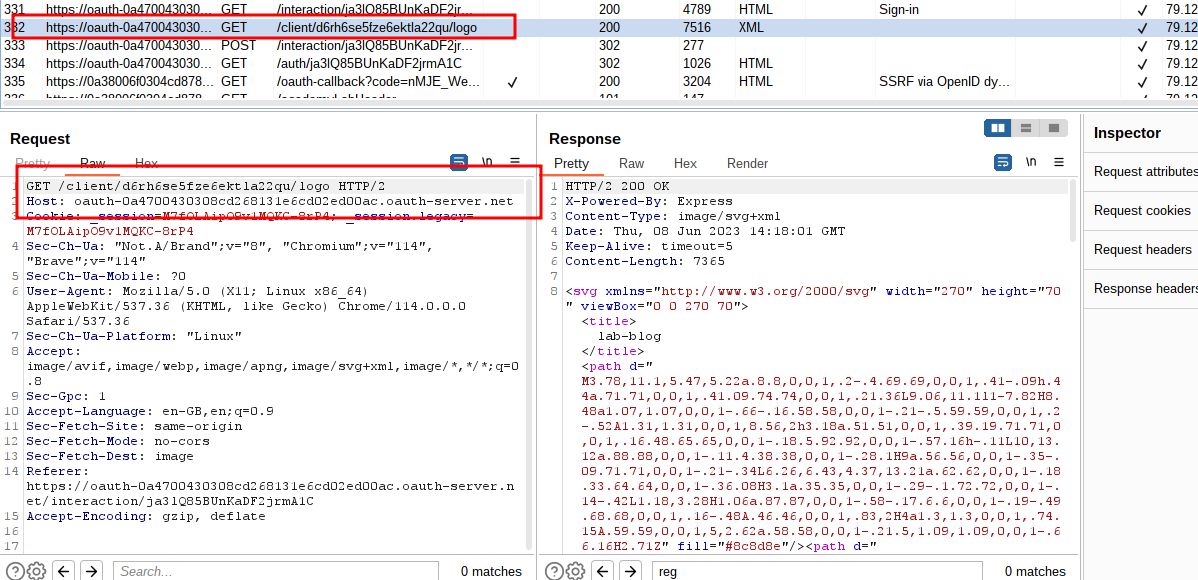 331 https://oauth-0a470043030... GET /interaction/ja3lQ85BUnKaDF2jr... 200 4789 HTML Sign-in ✓ 79.12
332 https://oauth-0a470043030... GET /client/d6rh6se5fze6ektla22qu/logo 200 7516 XML ✓ 79.12
333 https://oauth-0a470043030... POST /interaction/ja3lQ85BUnKaDF2jr... 302 277 ✓ 79.12
334 https://oauth-0a470043030... GET /auth/ja3lQ85BUnKaDF2jrmA1C 302 1026 HTML ✓ 79.12
335 https://0a38006f0304cd878... GET /oauth-callback?code=nMJE_We... ✓ 200 3204 HTML SSRF via OpenID dy... ✓ 79.12
Request
Pretty Raw Hex \n
1 GET /client/d6rh6se5fze6ektla22qu/logo HTTP/2
2 Host: oauth-0a4700430308cd268131e6cd02ed00ac.oauth-server.net
Cookie: _session=M7fOLAipO9v1MQKC-8rP4; _session.legacy=
M7fOLAipO9v1MQKC-8rP4
4 Sec-Ch-Ua: "Not.A/Brand";v="8", "Chromium";v="114",
"Brave";v="114"
5 Sec-Ch-Ua-Mobile: ?0
6 User-Agent: Mozilla/5.0 (X11; Linux x86_64)
AppleWebKit/537.36 (KHTML, like Gecko) Chrome/114.0.0.0
Safari/537.36
7 Sec-Ch-Ua-Platform: "Linux"
8 Accept:
image/avif,image/webp,image/apng,image/svg+xml,image/*,*/*;q=0
.8
9 Sec-Gpc: 1
10 Accept-Language: en-GB,en;q=0.9
11 Sec-Fetch-Site: same-origin
12 Sec-Fetch-Mode: no-cors
13 Sec-Fetch-Dest: image
14 Referer:
https://oauth-0a4700430308cd268131e6cd02ed00ac.oauth-server.n
et/interaction/ja3lQ85BUnKaDF2jrmA1C
15 Accept-Encoding: gzip, deflate
16
17
Search... 0 matches
Response
Pretty Raw Hex Render \n
1 HTTP/2 200 OK
2 X-Powered-By: Express
3 Content-Type: image/svg+xml
4 Date: Thu, 08 Jun 2023 14:18:01 GMT
5 Keep-Alive: timeout=5
6 Content-Length: 7365
7
8 <svg xmlns="http://www.w3.org/2000/svg" width="270" height="70
" viewBox="0 0 270 70">
<title>
lab-blog
</title>
<path d="
M3.78,11.1,5.47,5.22a.8.8,0,0,1,.2-.4.69.69,0,0,1,.41-.09h.4
4a.71.71,0,0,1,.41.09.74.74,0,0,1,.21.36L9.06,11.1l1-7.82H8.
48a1.07,1.07,0,0,1-.66-.16.58.58,0,0,1-.21-.5.59.59,0,0,1,.2
-.52A1.31,1.31,0,0,1,8.56,2h3.18a.51.51,0,0,1,.39.19.71.71,0
,0,1,.16.48.65.65,0,0,1-.18.5.92.92,0,0,1-.57.16h-.11L10,13.
12a.88.88,0,0,1-.11.4.38.38,0,0,1-.28.1H9a.56.56,0,0,1-.35-.
09.71.71,0,0,1-.21-.34L6.26,6.43,4.37,13.21a.62.62,0,0,1-.18
.33.64.64,0,0,1-.36.08H3.1a.35.35,0,0,1-.29-.1.72.72,0,0,1-.
14-.42L1.18,3.28H1.06a.87.87,0,0,1-.58-.17.6.6,0,0,1-.19-.49
.68.68,0,0,1,.16-.48A.46.46,0,0,1,.83,2H4a1.3,1.3,0,0,1,.74.
15A.59.59,0,0,1,5,2.62a.58.58,0,0,1-.21.5,1.09,1.09,0,0,1-.6
6.16H2.71Z" fill="#8c8d8e"/><path d="
reg 0 matches
Inspector
Request attributes
Request cookies
Request headers
Response headers